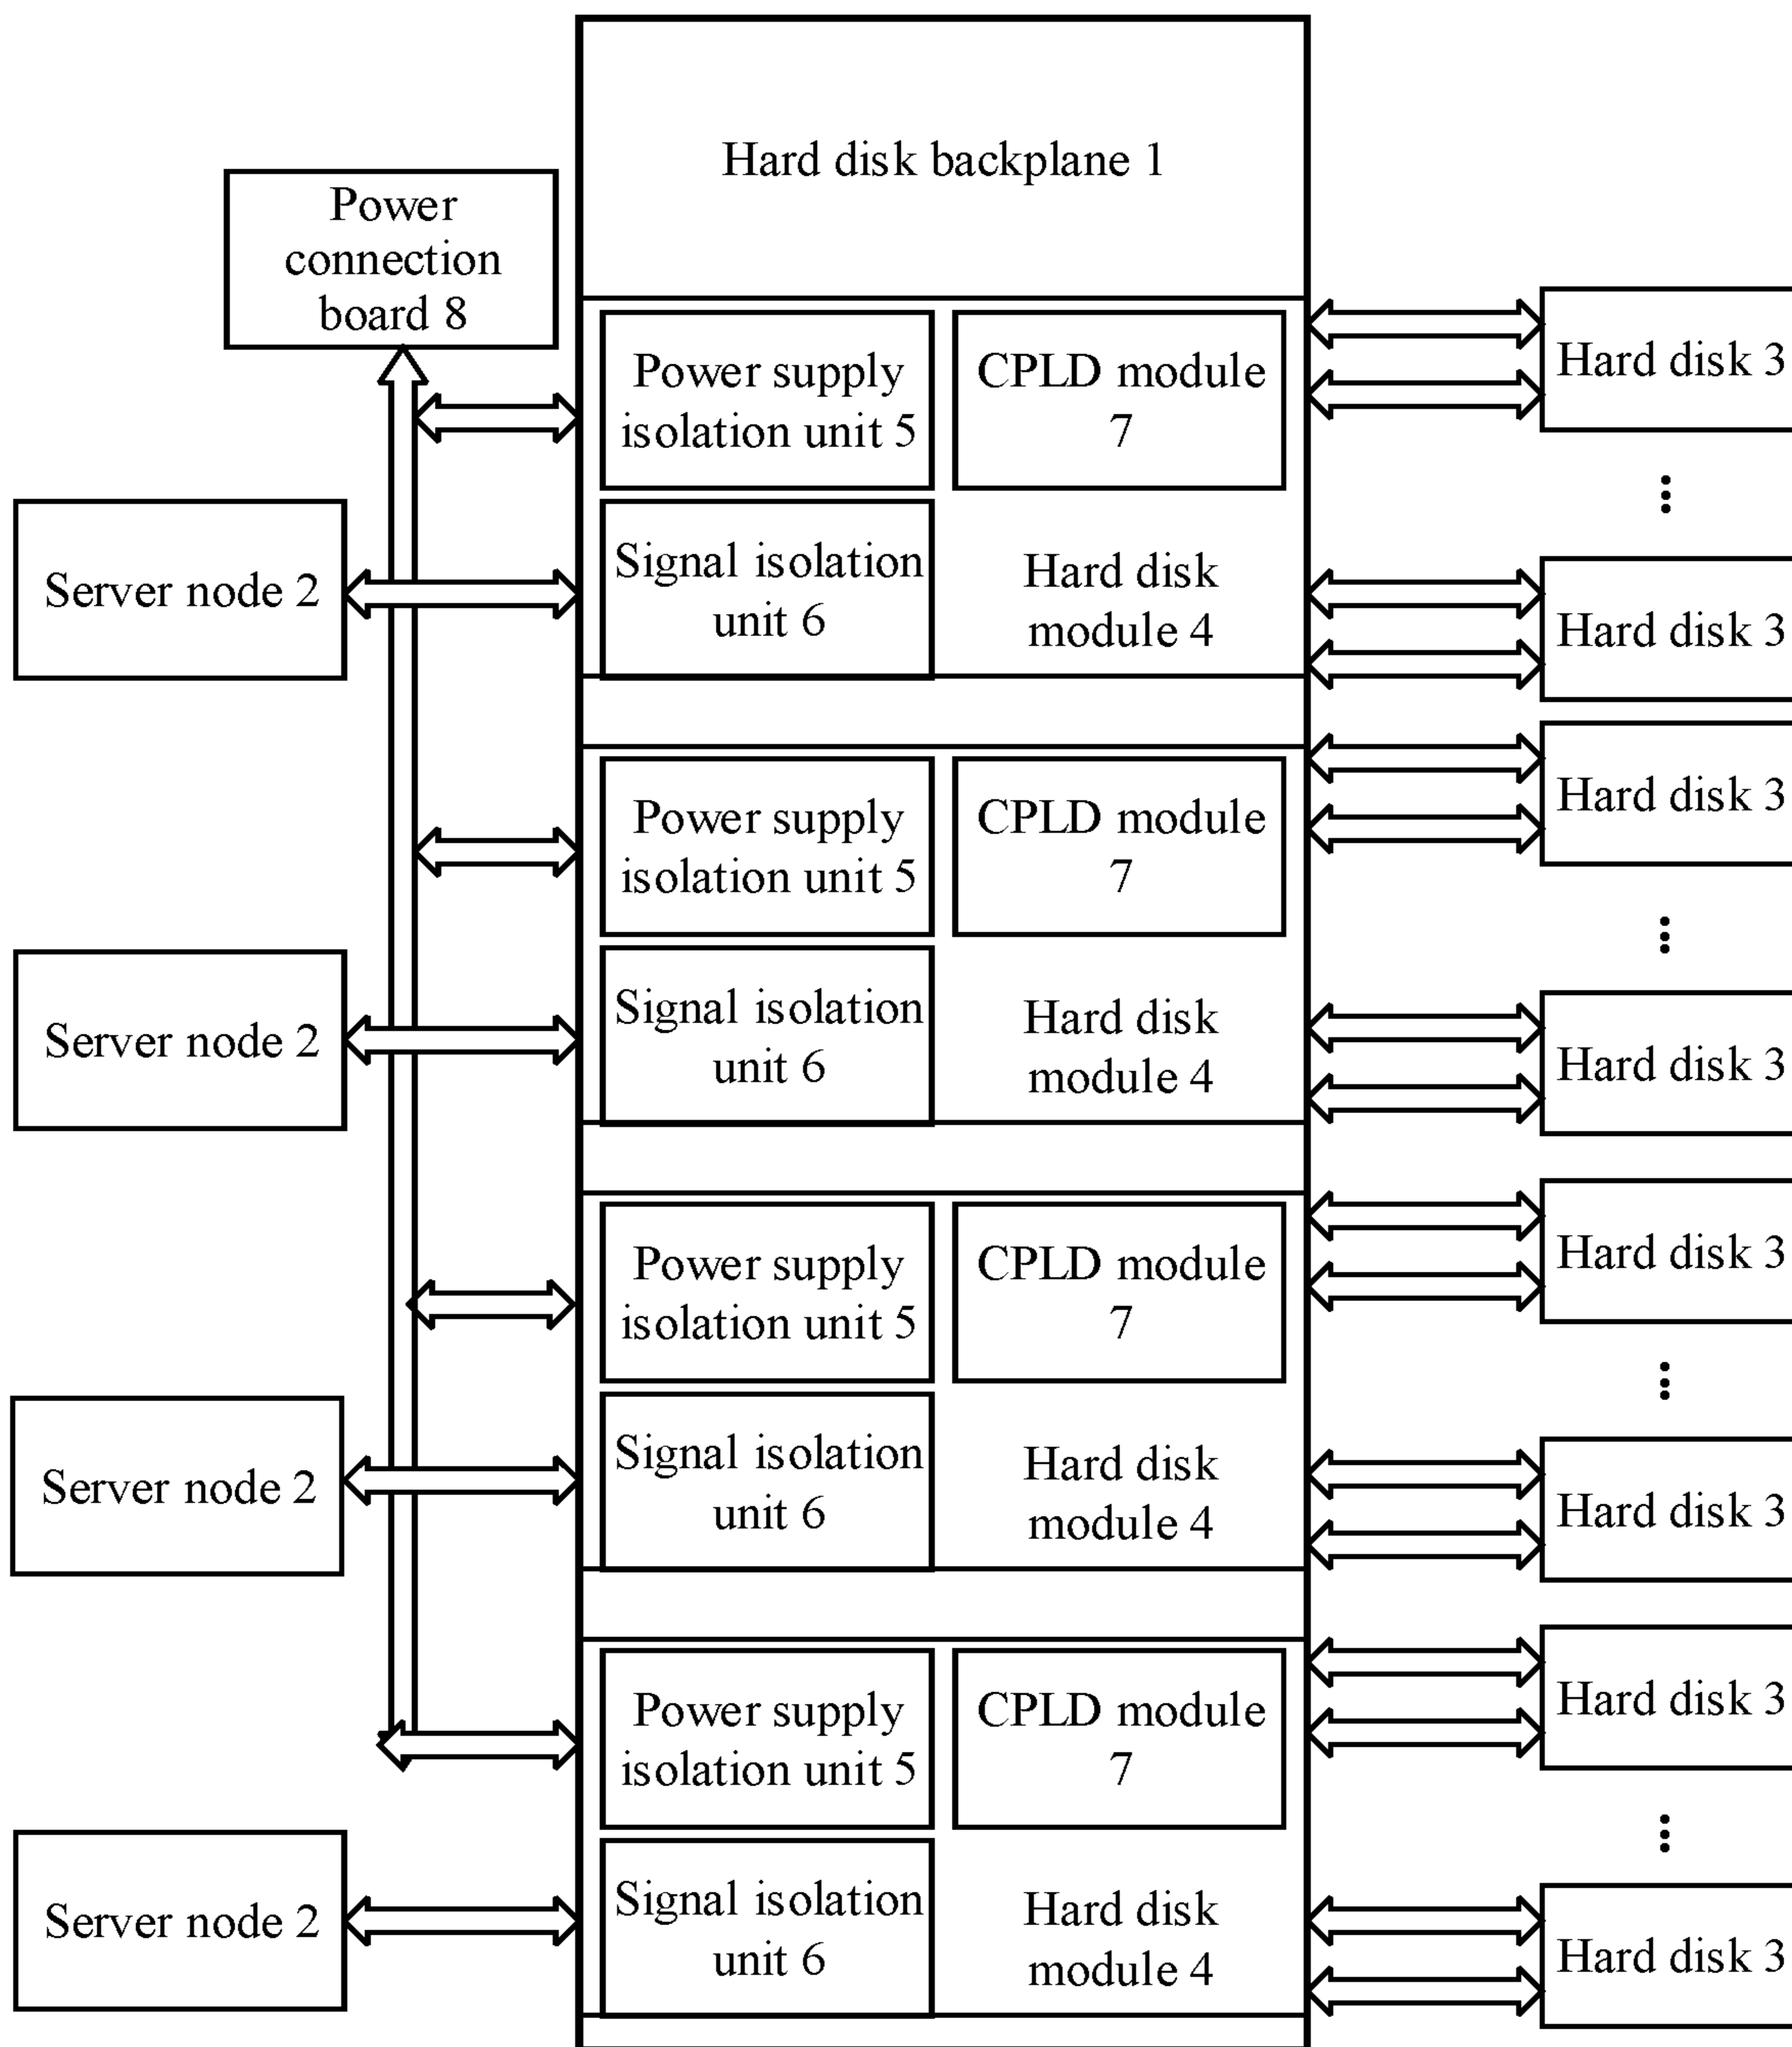 Hard disk backplane 1
Power
connection
board 8
Power supply
isolation unit 5
CPLD module
7
Hard disk 3
Server node 2
Signal isolation
unit 6
Hard disk
module 4
Hard disk 3
Power supply
isolation unit 5
CPLD module
7
Hard disk 3
Server node 2
Signal isolation
unit 6
Hard disk
module 4
Hard disk 3
Power supply
isolation unit 5
CPLD module
7
Hard disk 3
Server node 2
Signal isolation
unit 6
Hard disk
module 4
Hard disk 3
Power supply
isolation unit 5
CPLD module
7
Hard disk 3
Server node 2
Signal isolation
unit 6
Hard disk
module 4
Hard disk 3